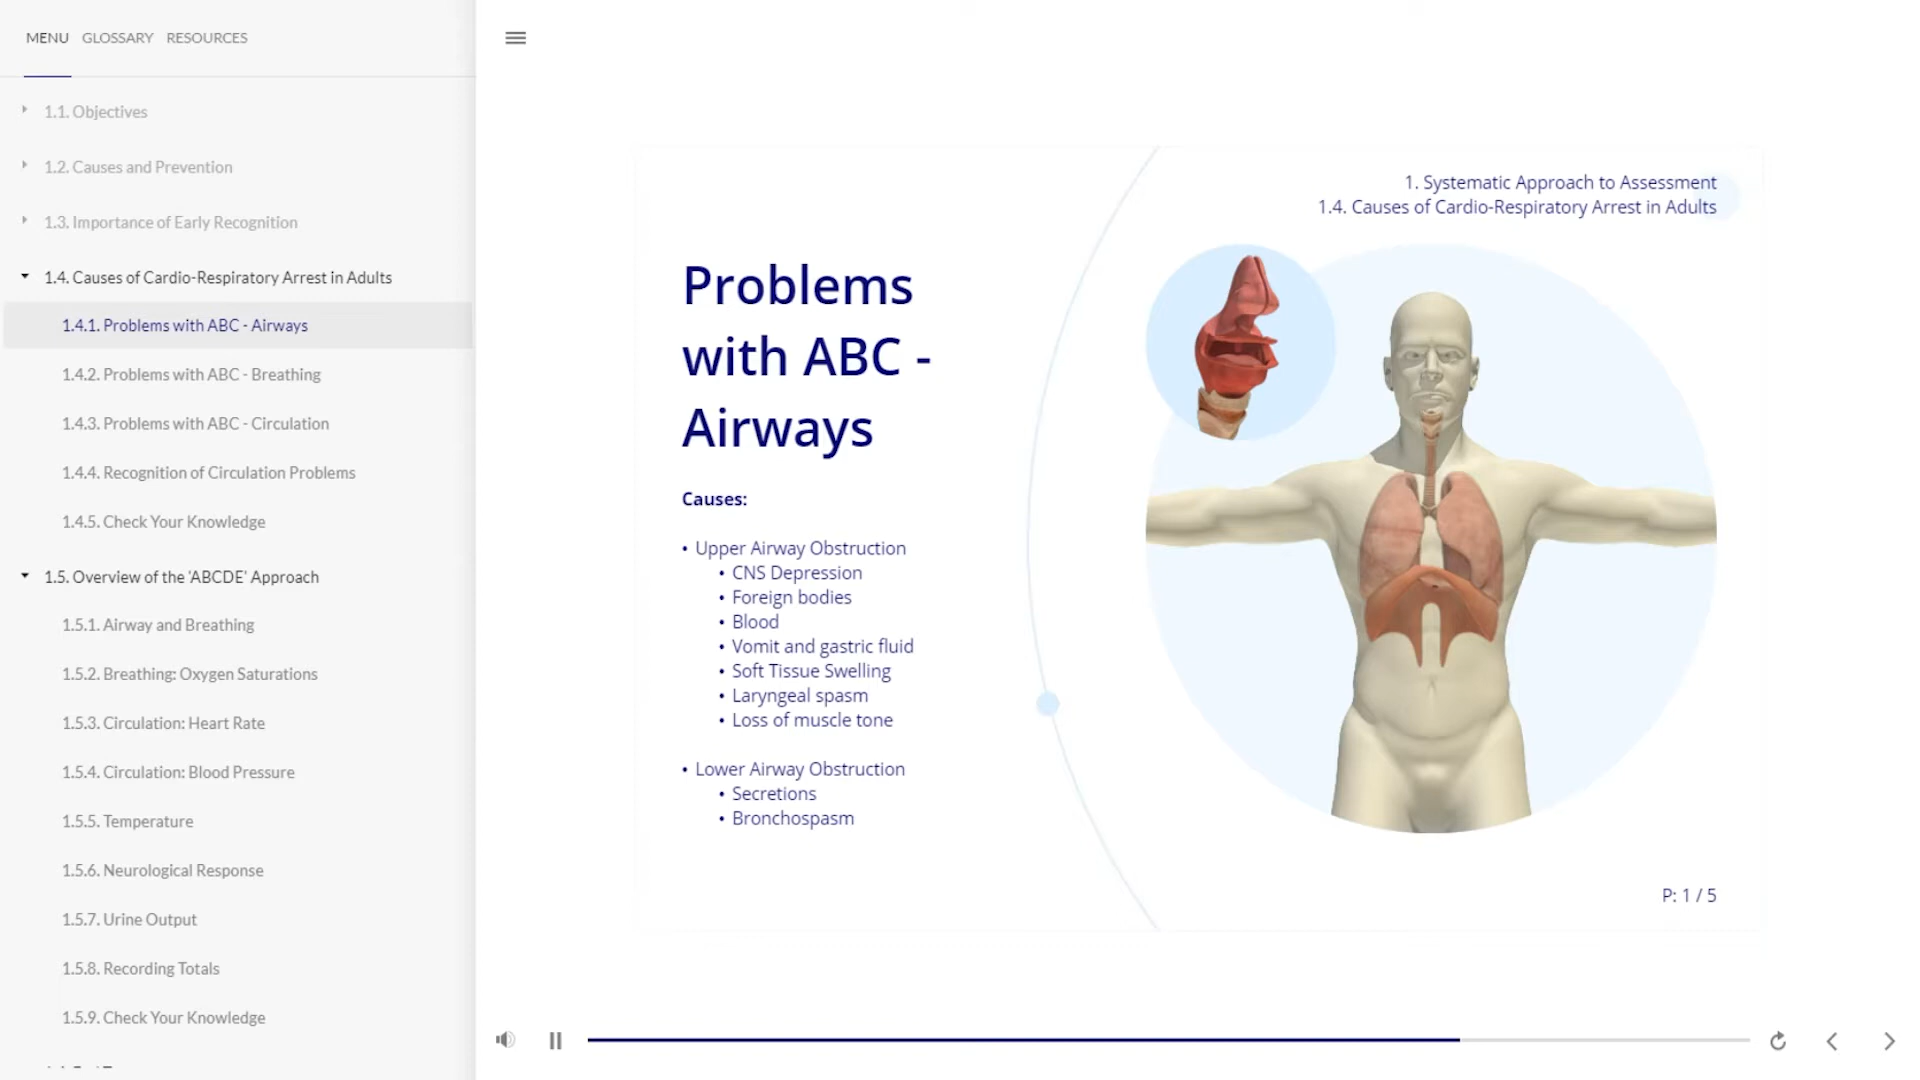 MENU GLOSSARY RESOURCES
1.1. Objectives
1.2. Causes and Prevention
1.3. Importance of Early Recognition
1.4. Causes of Cardio-Respiratory Arrest in Adults
1.4.1. Problems with ABC - Airways
1.4.2. Problems with ABC - Breathing
1.4.3. Problems with ABC - Circulation
1.4.4. Recognition of Circulation Problems
1.4.5. Check Your Knowledge
1.5. Overview of the 'ABCDE' Approach
1.5.1. Airway and Breathing
1.5.2. Breathing: Oxygen Saturations
1.5.3. Circulation: Heart Rate
1.5.4. Circulation: Blood Pressure
1.5.5. Temperature
1.5.6. Neurological Response
1.5.7. Urine Output
1.5.8. Recording Totals
1.5.9. Check Your Knowledge
1. Systematic Approach to Assessment
1.4. Causes of Cardio-Respiratory Arrest in Adults
Problems
with ABC -
Airways
Causes:
• Upper Airway Obstruction
• CNS Depression
• Foreign bodies
• Blood
• Vomit and gastric fluid
• Soft Tissue Swelling
• Laryngeal spasm
• Loss of muscle tone
• Lower Airway Obstruction
• Secretions
• Bronchospasm
P: 1 / 5